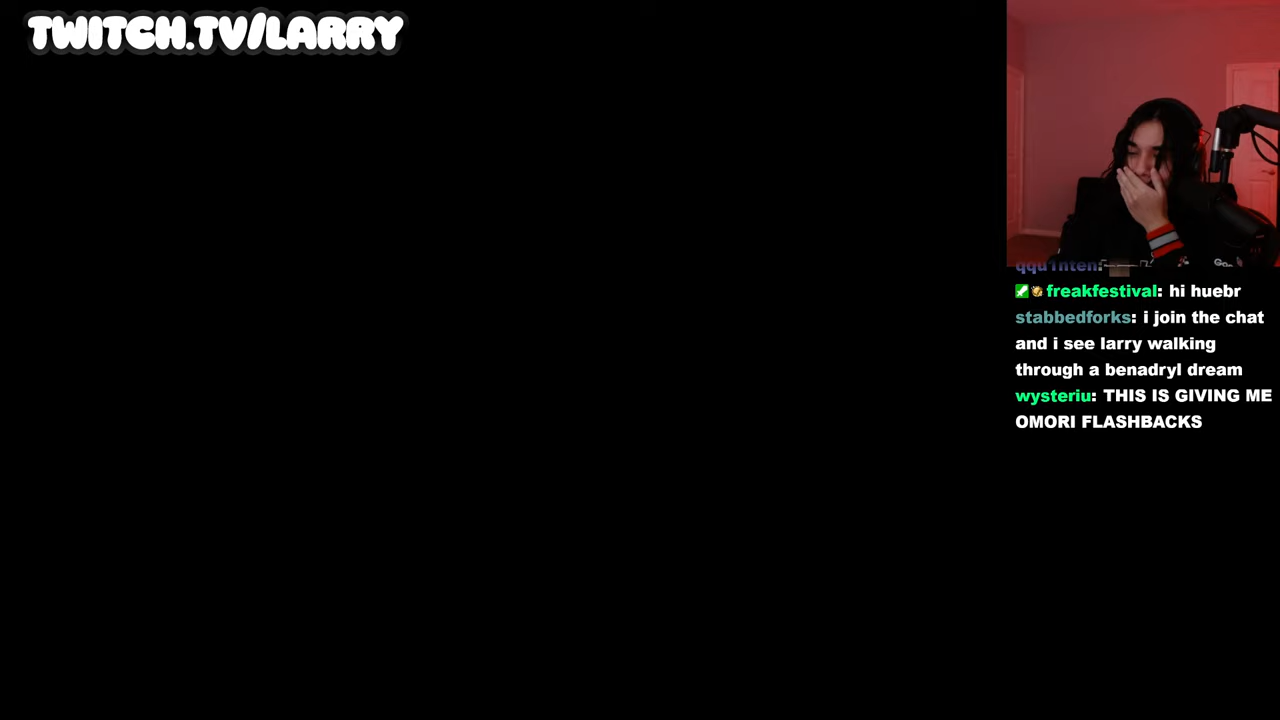 TWITCH.TV/LARRY
qqu1nten:
freakfestival: hi huebr
stabbedforks: i join the chat
and i see larry walking
through a benadryl dream
wysteriu: THIS IS GIVING ME
OMORI FLASHBACKS